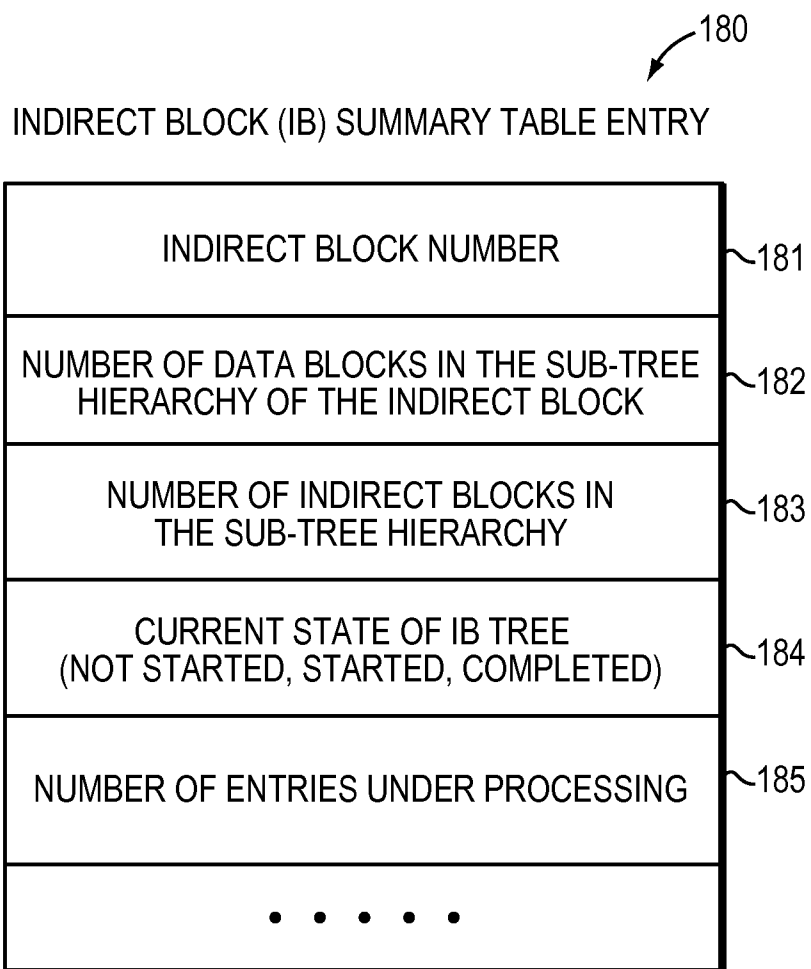 180
INDIRECT BLOCK (IB) SUMMARY TABLE ENTRY
INDIRECT BLOCK NUMBER
181
NUMBER OF DATA BLOCKS IN THE SUB-TREE
HIERARCHY OF THE INDIRECT BLOCK
182
NUMBER OF INDIRECT BLOCKS IN
THE SUB-TREE HIERARCHY
183
CURRENT STATE OF IB TREE
(NOT STARTED, STARTED, COMPLETED)
184
NUMBER OF ENTRIES UNDER PROCESSING
185
• • • • •